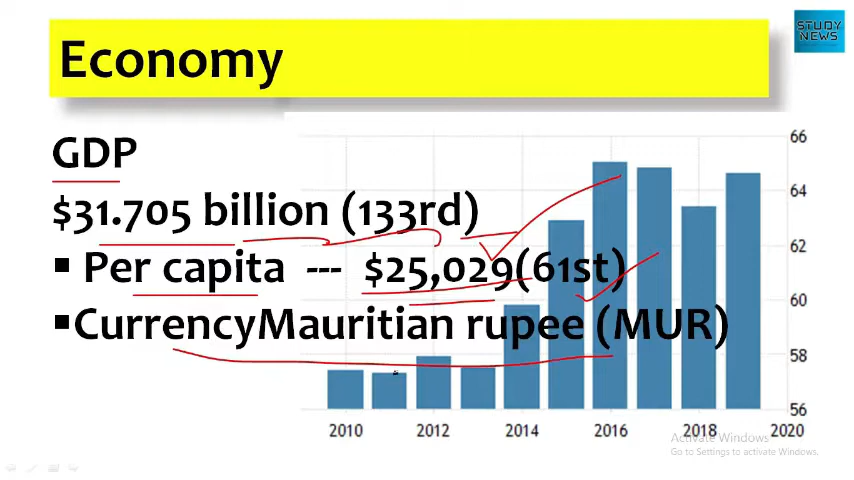 STUDY
NEWS
Economy
GDP
$31.705 billion (133rd)
▪ Per capita --- $25,029(61st)
▪CurrencyMauritian rupee (MUR)
66
64
62
60
58
56
2010 2012 2014 2016 2018 2020
Activate Windows
Go to Settings to activate Windows.